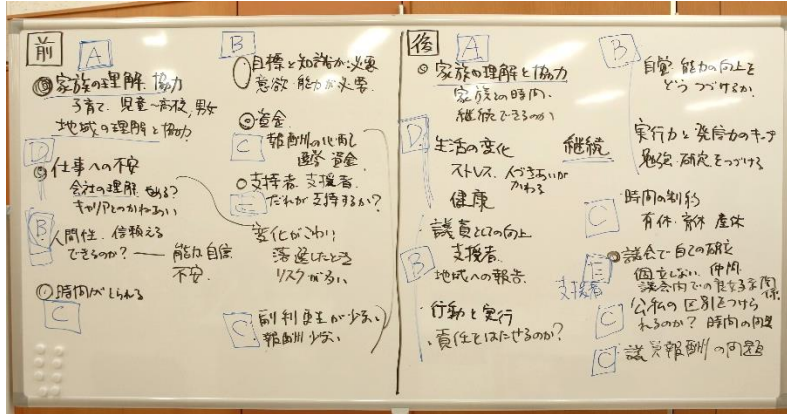 前
A
◎家族の理解、協力
子育て、児童～高校、男女
地域の理解と協力
D
◎仕事への不安
会社の理解 やめる?
キャリアとのかねあい
B
人間性、信頼える
できるのか? — 能力 自信
不安.
◎時間がとられる
C
B
目標と知識が必要
意欲 能力が必要.
◎資金
C
報酬の
選挙 資金
○支持者、支援者
E
だれが支持するか?
変化がこわい
落選したとき
リスクが高い
C
福利厚生が少ない
報酬 少ない
後
A
◎家族の理解と協力
家族との時間.
継続できるのか
D
生活の変化
継続
ストレス、人づきあいが
かわる
健康
議員としての向上
支援者.
B
地域への報告
行動と実行
責任をはたせるのか?
B
自覚・能力の向上を
どうつづけるか.
実行力と発信力のキープ
勉強・研究をつづける
C
時間の制約
有休・育休 産休
◎議会で自己の確立
E
支援者
個立しない 仲間
議会内での良好な関係
C
公私の区別をつけら
れるのか? 時間の問題
C
議員報酬の問題